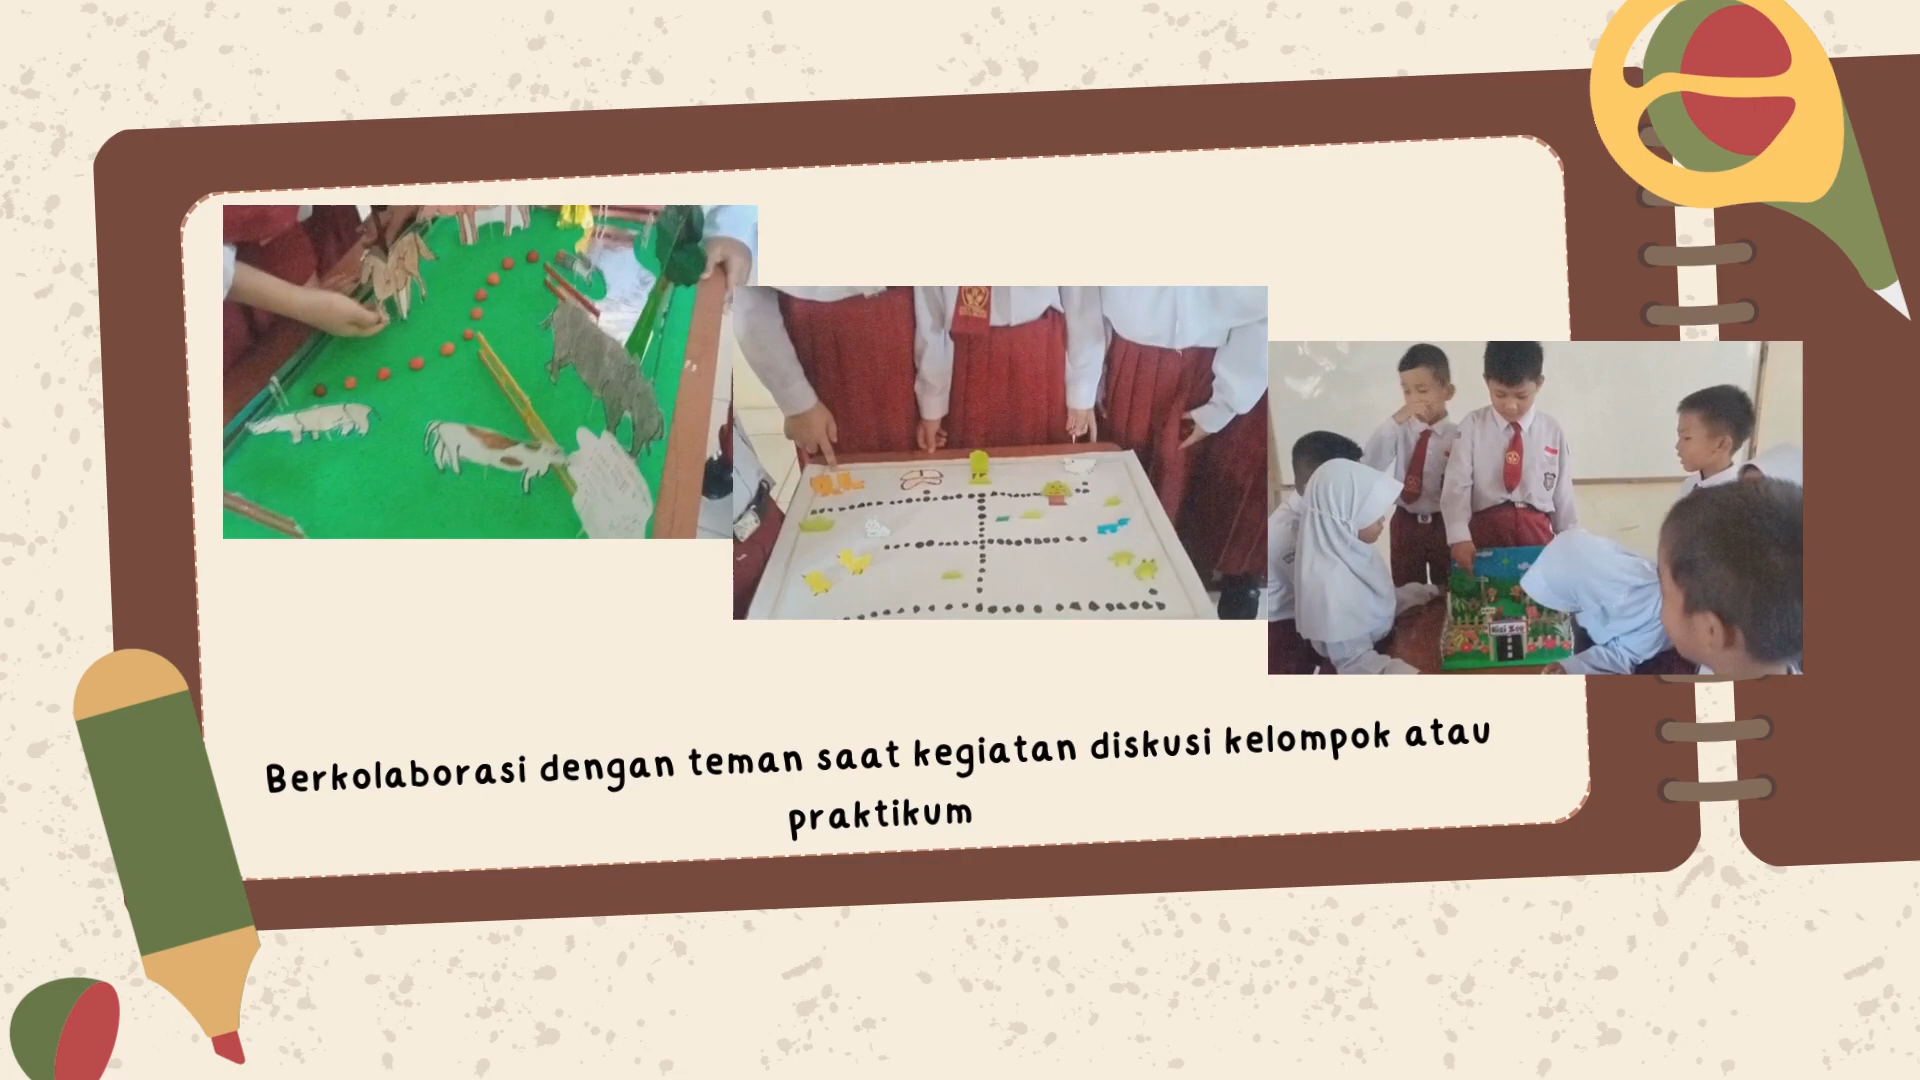 Berkolaborasi dengan teman saat kegiatan diskusi kelompok atau
praktikum